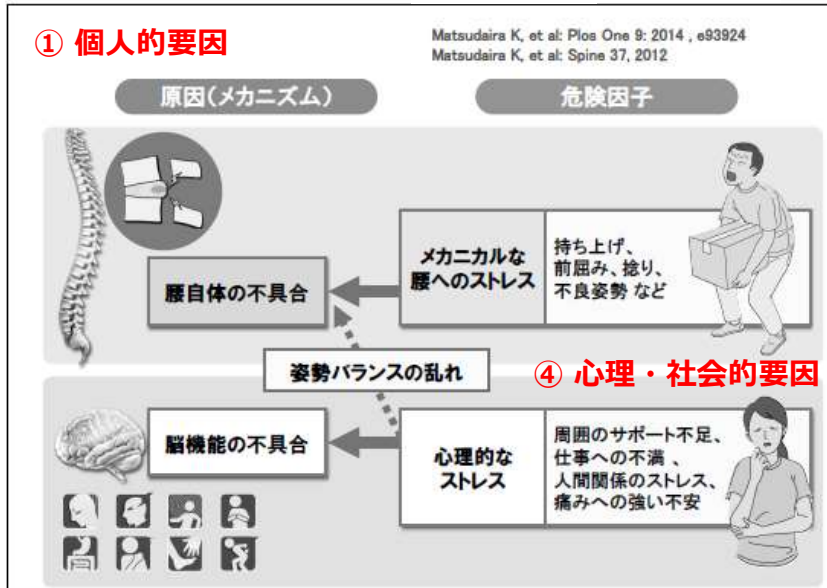 ① 個人的要因
Matsudaira K, et al: Plos One 9: 2014 , e93924
Matsudaira K, et al: Spine 37, 2012
原因(メカニズム)
危険因子
メカニカルな
腰へのストレス
持ち上げ、
前屈み、捻り、
不良姿勢 など
腰自体の不具合
姿勢バランスの乱れ
④ 心理・社会的要因
脳機能の不具合
心理的な
ストレス
周囲のサポート不足、
仕事への不満 、
人間関係のストレス、
痛みへの強い不安